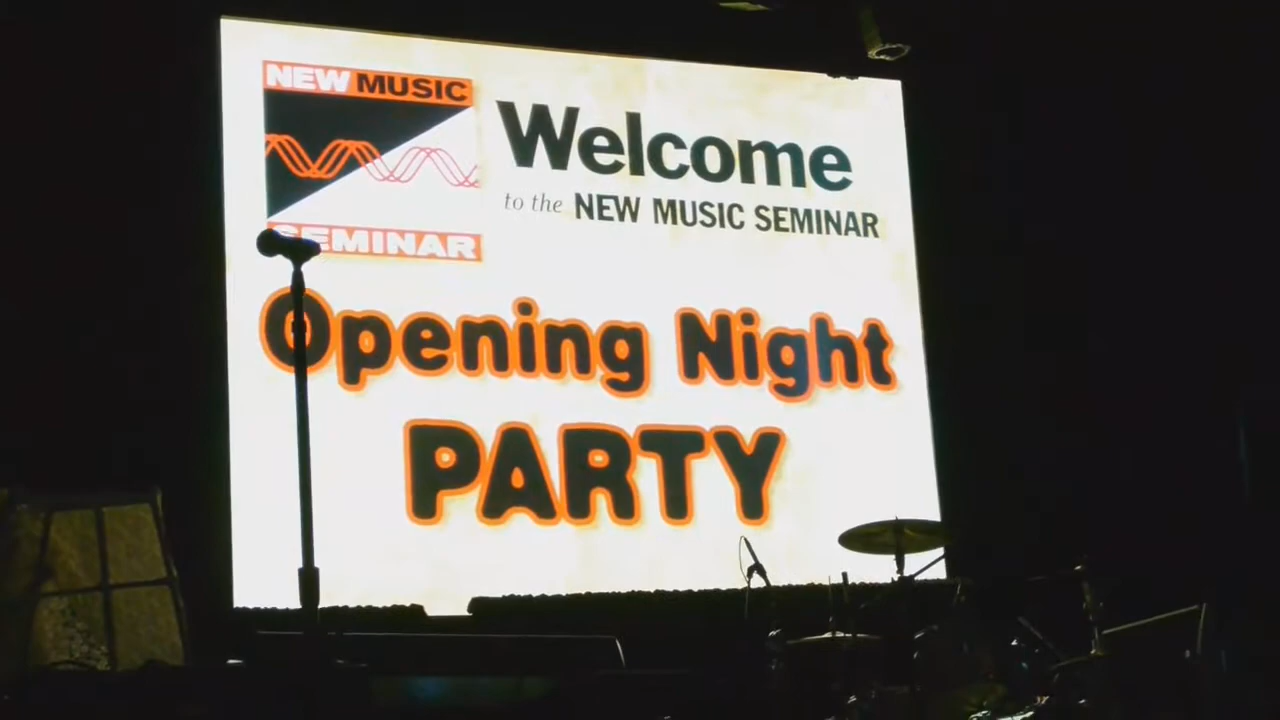 NEW MUSIC
SEMINAR
Welcome
to the NEW MUSIC SEMINAR
Opening Night
PARTY